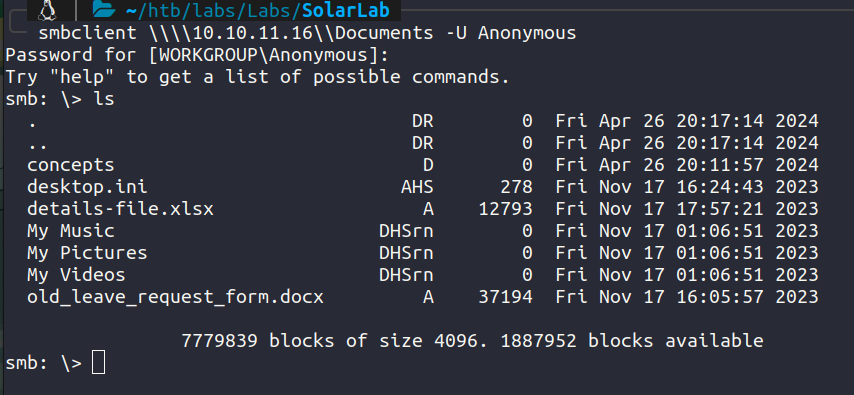 ~/htb/labs/Labs/SolarLab
smbclient \\\\10.10.11.16\\Documents -U Anonymous
Password for [WORKGROUP\Anonymous]:
Try "help" to get a list of possible commands.
smb: \> ls
. DR 0 Fri Apr 26 20:17:14 2024
.. DR 0 Fri Apr 26 20:17:14 2024
concepts D 0 Fri Apr 26 20:11:57 2024
desktop.ini AHS 278 Fri Nov 17 16:24:43 2023
details-file.xlsx A 12793 Fri Nov 17 17:57:21 2023
My Music DHSrn 0 Fri Nov 17 01:06:51 2023
My Pictures DHSrn 0 Fri Nov 17 01:06:51 2023
My Videos DHSrn 0 Fri Nov 17 01:06:51 2023
old_leave_request_form.docx A 37194 Fri Nov 17 16:05:57 2023
7779839 blocks of size 4096. 1887952 blocks available
smb: \>